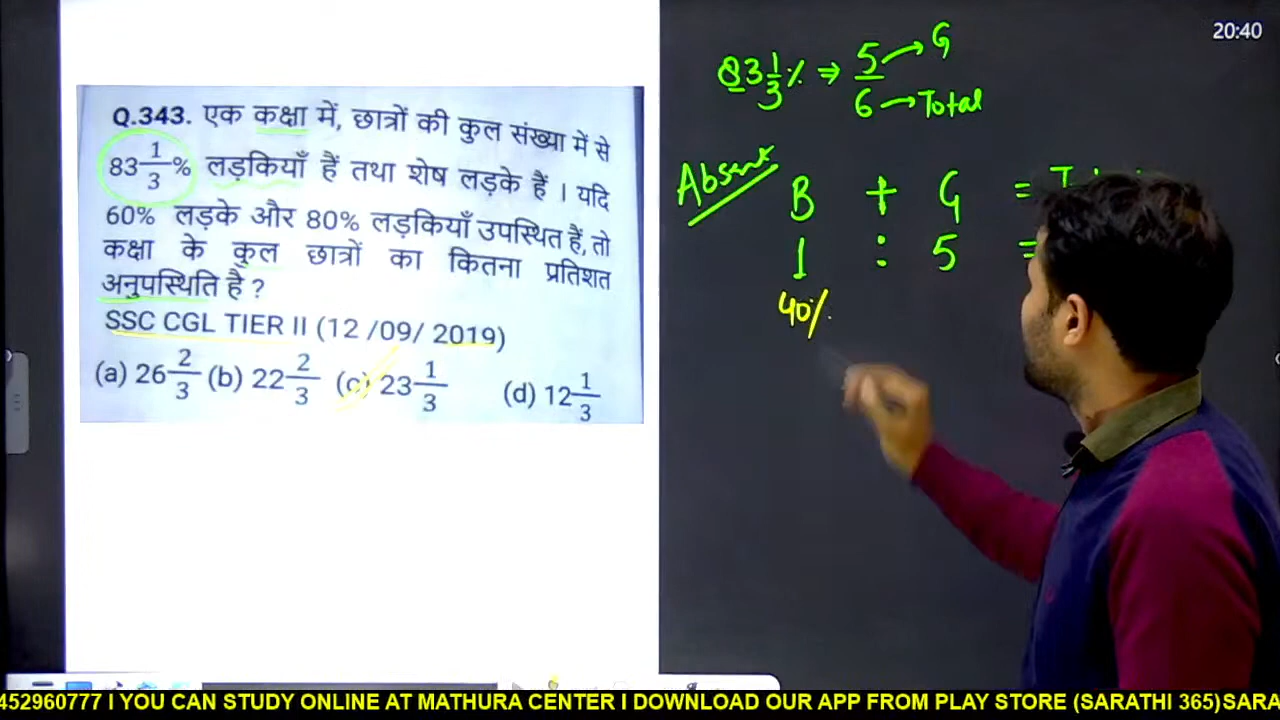 20:40
Q.343. एक कक्षा में, छात्रों की कुल संख्या में से
83 1/3 % लड़कियाँ हैं तथा शेष लड़के हैं । यदि
60% लड़के और 80% लड़कियाँ उपस्थित हैं, तो
कक्षा के कुल छात्रों का कितना प्रतिशत
अनुपस्थिति है ?
SSC CGL TIER II (12 /09/ 2019)
(a) 26 2/3 (b) 22 2/3 (c) 23 1/3 (d) 12 1/3
83 1/3 % ⇒ 5/6
→ G
→ Total
Absent
B + G =
1 : 5 =
40%
4529607777 I YOU CAN STUDY ONLINE AT MATHURA CENTER I DOWNLOAD OUR APP FROM PLAY STORE (SARATHI 365)SARA